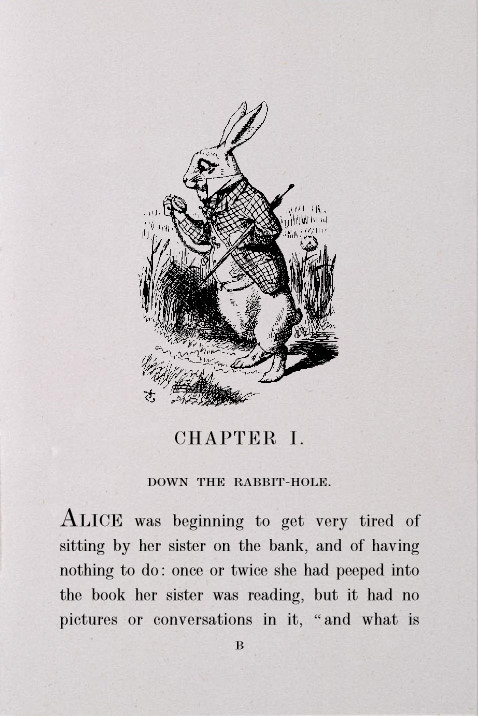 CHAPTER I.
DOWN THE RABBIT-HOLE.
ALICE was beginning to get very tired of
sitting by her sister on the bank, and of having
nothing to do: once or twice she had peeped into
the book her sister was reading, but it had no
pictures or conversations in it, “and what is
B